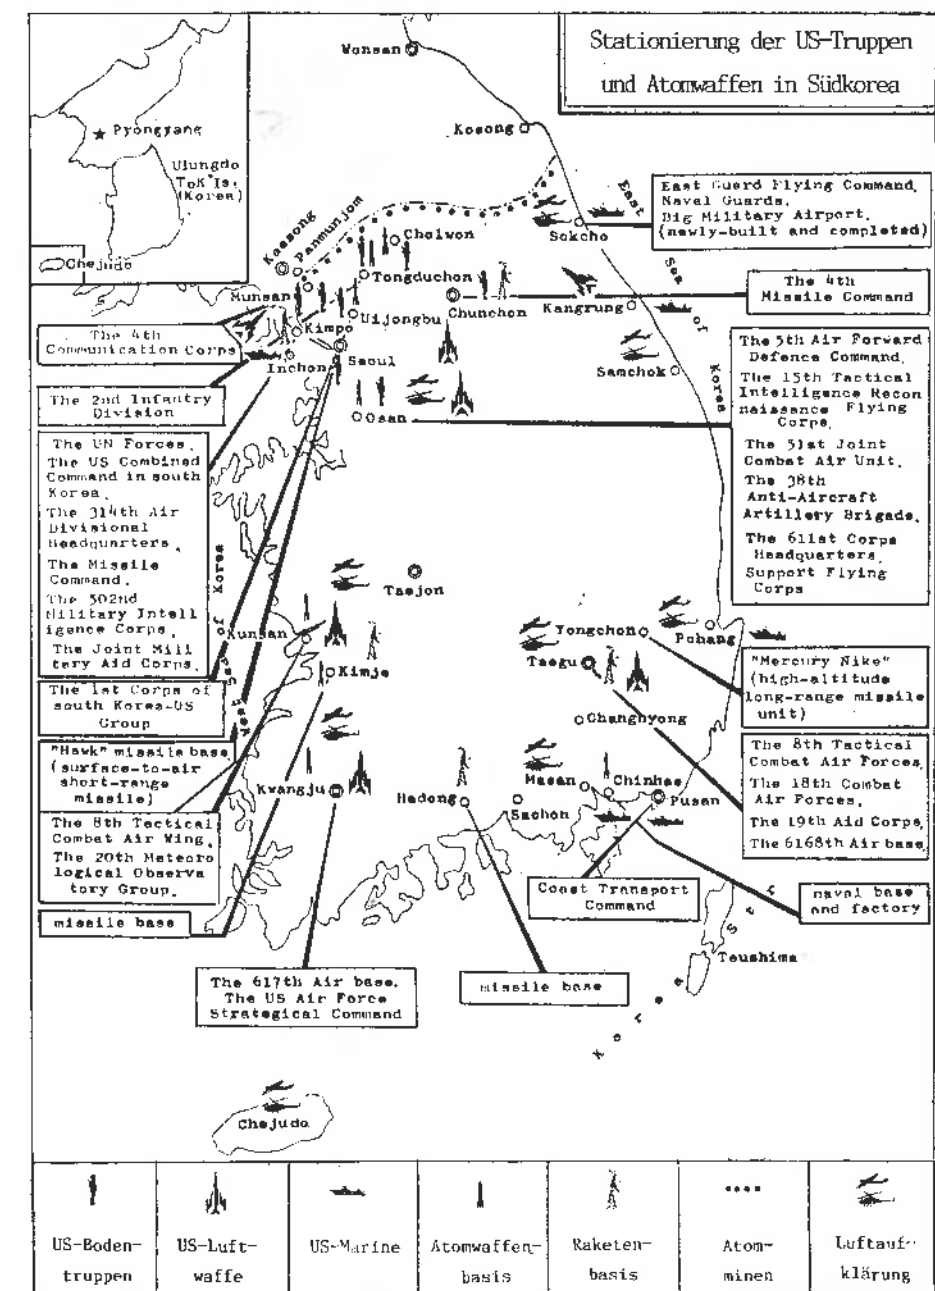 Stationierung der US-Truppen
und Atomwaffen in Südkorea
Pyongyang
Ulungdo
Tok Is.
(Korea)
Chejudo
Wonsan
Kosong
East
Sea
of
Korea
East Guard Flying Command,
Naval Guards.
Big Military Airport.
(newly-built and completed)
Sokcho
Kaesong
Panmunjom
Cholwon
Munsan
Tongduchon
Chunchon
Kangrung
The 4th
Missile Command
Kimpo
Uijongbu
Inchon
Seoul
Samchok
Osan
The 4th
Communication Corps
The 2nd Infantry
Division
The UN Forces.
The US Combined
Command in south
Korea.
The 314th Air
Divisional
Headquarters.
The Missile
Command.
The 502nd
Military Intell
igence Corps.
The Joint Mili
tery Aid Corps.
The 1st Corps of
south Korea-US
Group
"Hawk" missile base
(surface-to-air
short-range
missile)
The 8th Tactical
Combat Air Wing.
The 20th Meteoro
logical Observa
tory Group.
missile base
The 5th Air Forward
Defence Command.
The 15th Tactical
Intelligence Recon
naissance Flying
Corps.
The 51st Joint
Combat Air Unit.
The 38th
Anti-Aircraft
Artillery Brigade.
The 611st Corps
Headquarters
Support Flying
Corps
of
Korea
Taejon
Kunsan
Kimje
Yongchon
Pohang
Taegu
Changhyong
"Mercury Nike"
(high-altitude
long-range missile
unit)
Kwangju
Hadong
Sachon
Masan
Chinhae
Pusan
The 8th Tactical
Combat Air Forces.
The 18th Combat
Air Forces.
The 19th Aid Corps.
The 6168th Air base.
Coast Transport
Command
naval base
and factory
Tsushima
Korea
The 617th Air base.
The US Air Force
Strategical Command
missile base
Chejudo
US-Boden-
truppen
US-Luft-
waffe
US-Marine
Atomwaffen-
basis
Raketen-
basis
Atom-
minen
Luftauf-
klärung